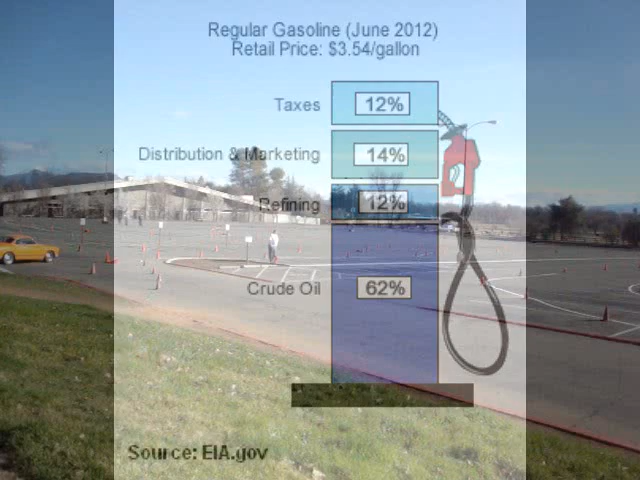 Regular Gasoline (June 2012)
Retail Price: $3.54/gallon
Taxes 12%
Distribution & Marketing 14%
Refining 12%
Crude Oil 62%
Source: EIA.gov